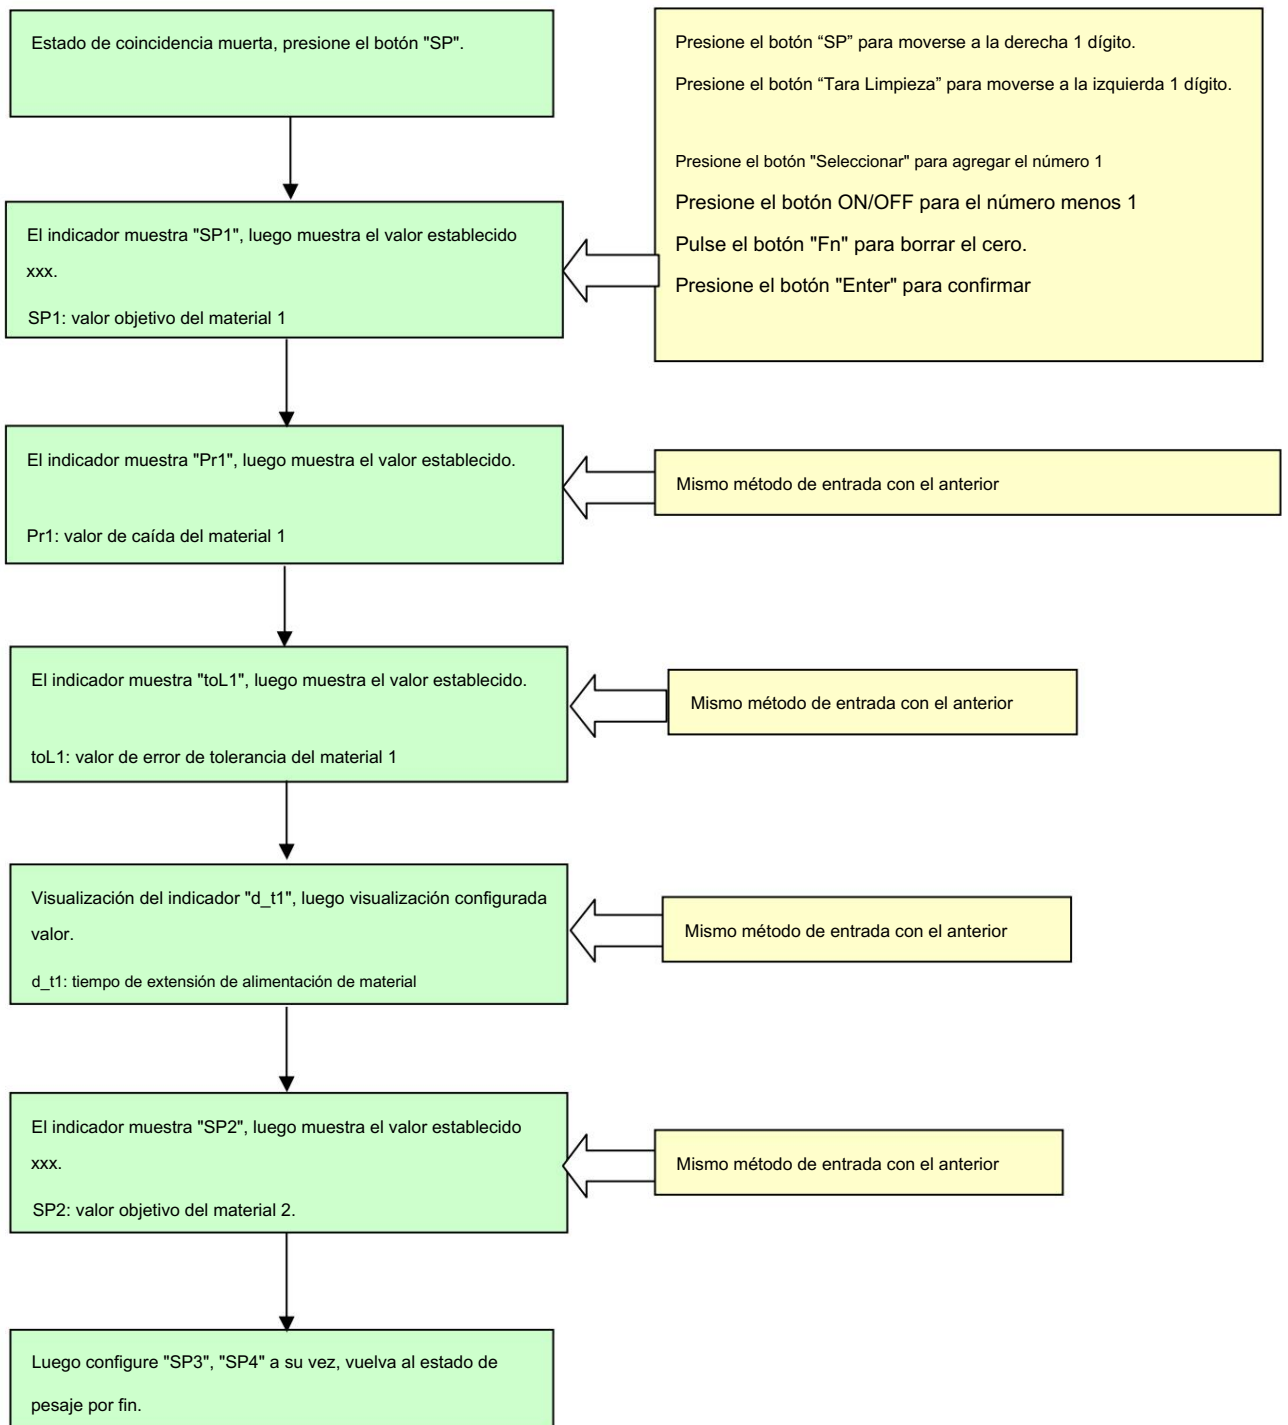 Estado de coincidencia muerta, presione el botón "SP".
Presione el botón “SP” para moverse a la derecha 1 dígito.
Presione el botón “Tara Limpieza” para moverse a la izquierda 1 dígito.
Presione el botón "Seleccionar" para agregar el número 1
Presione el botón ON/OFF para el número menos 1
Pulse el botón "Fn" para borrar el cero.
Presione el botón "Enter" para confirmar
El indicador muestra "SP1", luego muestra el valor establecido
xxx.
SP1: valor objetivo del material 1
El indicador muestra "Pr1", luego muestra el valor establecido.
Pr1: valor de caída del material 1
Mismo método de entrada con el anterior
El indicador muestra "toL1", luego muestra el valor establecido.
toL1: valor de error de tolerancia del material 1
Mismo método de entrada con el anterior
Visualización del indicador "d_t1", luego visualización configurada
valor.
d_t1: tiempo de extensión de alimentación de material
Mismo método de entrada con el anterior
El indicador muestra "SP2", luego muestra el valor establecido
xxx.
SP2: valor objetivo del material 2.
Mismo método de entrada con el anterior
Luego configure "SP3", "SP4" a su vez, vuelva al estado de
pesaje por fin.